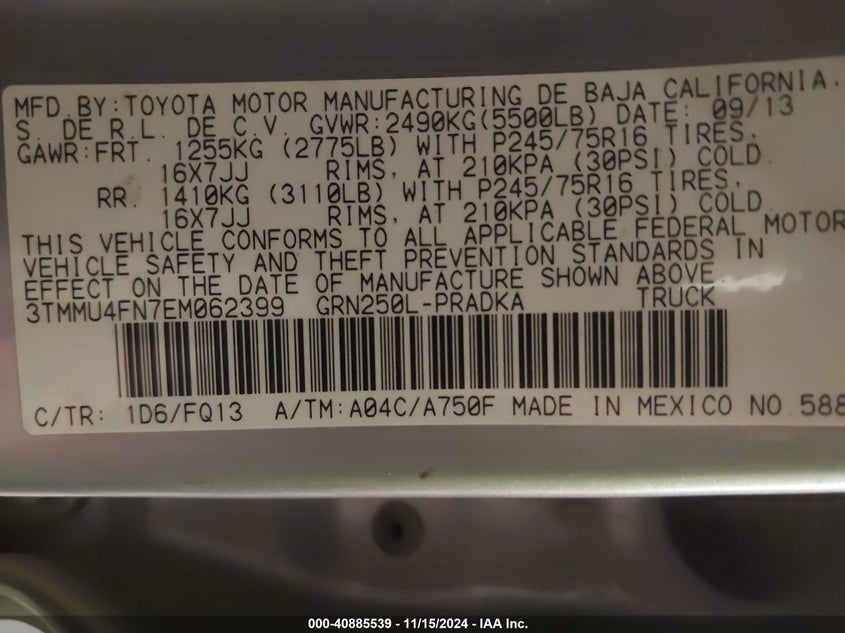 MFD. BY: TOYOTA MOTOR MANUFACTURING DE BAJA CALIFORNIA.
S. DE R.L. DE C.V. GVWR:2490KG(5500LB) DATE: 09/13
GAWR:FRT. 1255KG (2775LB) WITH P245/75R16 TIRES,
16X7JJ RIMS, AT 210KPA (30PSI) COLD.
RR. 1410KG (3110LB) WITH P245/75R16 TIRES,
16X7JJ RIMS, AT 210KPA (30PSI) COLD.
THIS VEHICLE CONFORMS TO ALL APPLICABLE FEDERAL MOTOR
VEHICLE SAFETY AND THEFT PREVENTION STANDARDS IN
EFFECT ON THE DATE OF MANUFACTURE SHOWN ABOVE.
3TMMU4FN7EM062399 GRN250L-PRADKA TRUCK
C/TR: 1D6/FQ13 A/TM:A04C/A750F MADE IN MEXICO NO.588
000-40885539 - 11/15/2024 - IAA Inc.